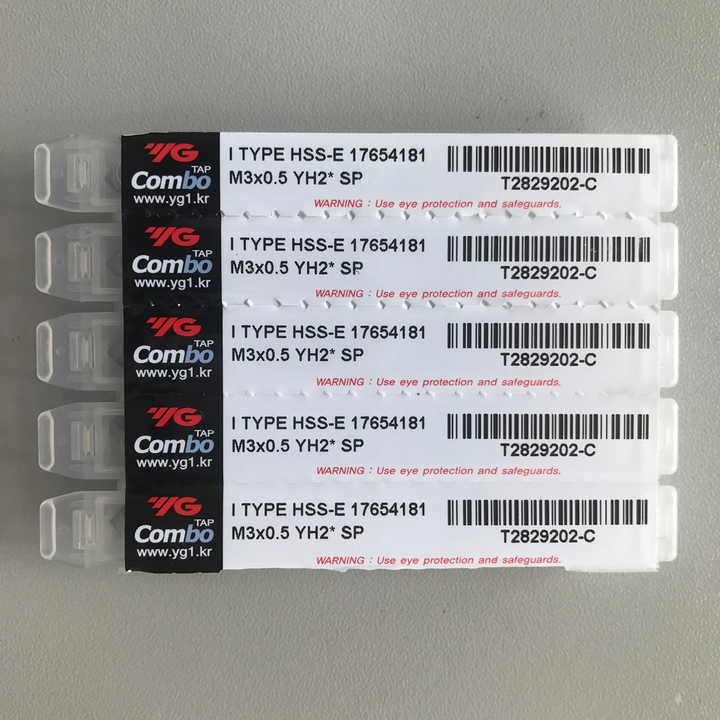 YG
TAP
Combo
www.yg1.kr
I TYPE HSS-E 17654181
M3x0.5 YH2* SP
T2829202-C
WARNING : Use eye protection and safeguards.
YG
TAP
Combo
www.yg1.kr
I TYPE HSS-E 17654181
M3x0.5 YH2* SP
T2829202-C
WARNING : Use eye protection and safeguards.
YG
TAP
Combo
www.yg1.kr
I TYPE HSS-E 17654181
M3x0.5 YH2* SP
T2829202-C
WARNING : Use eye protection and safeguards.
YG
TAP
Combo
www.yg1.kr
I TYPE HSS-E 17654181
M3x0.5 YH2* SP
T2829202-C
WARNING : Use eye protection and safeguards.
YG
TAP
Combo
www.yg1.kr
I TYPE HSS-E 17654181
M3x0.5 YH2* SP
T2829202-C
WARNING : Use eye protection and safeguards.